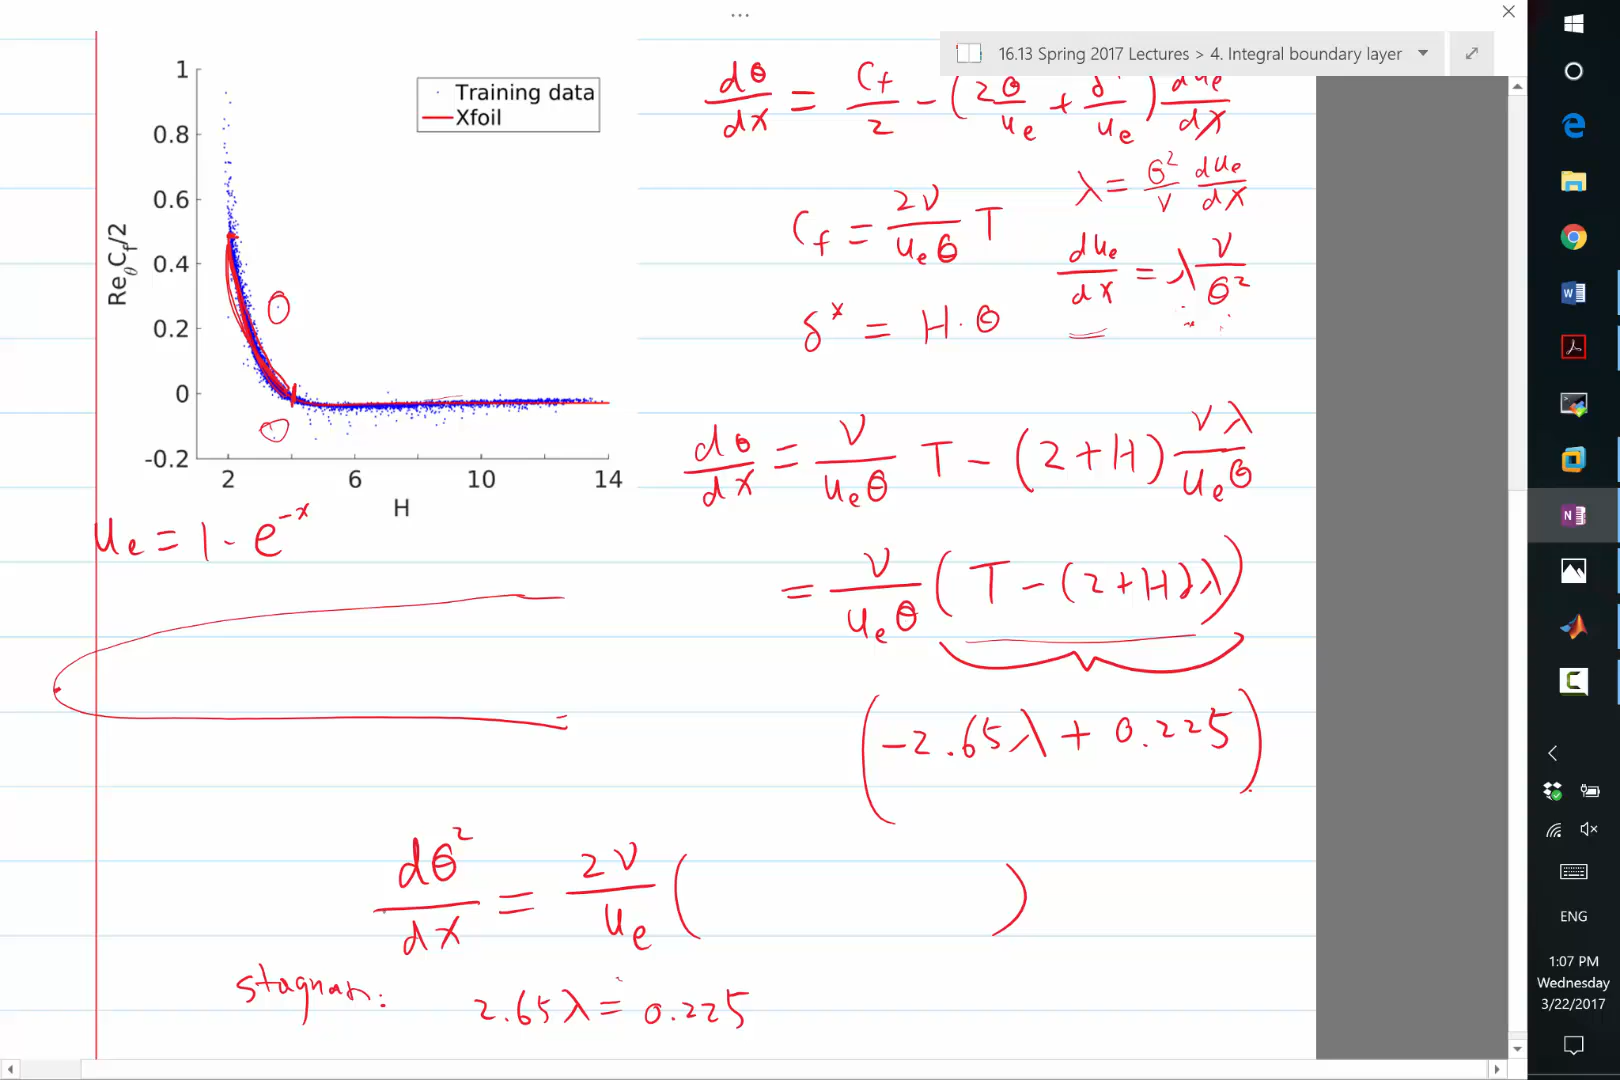 16.13 Spring 2017 Lectures > 4. Integral boundary layer
1
0.8
0.6
0.4
0.2
0
-0.2
2 6 10 14
H
Re_θC_f/2
Training data
Xfoil
dθ/dx = C_f/2 - (2θ/u_e + δ*/u_e) du_e/dx
λ = θ²/ν du_e/dx
C_f = 2ν/(u_e θ) T
du_e/dx = λ ν/θ²
δ* = H·θ
dθ/dx = ν/(u_e θ) T - (2+H) νλ/(u_e θ)
u_e = 1 - e^{-x}
= ν/(u_e θ) (T - (2+H)λ)
(-2.65λ + 0.225)
dθ²/dx = 2ν/u_e ( )
2.65λ = 0.225
ENG
1:07 PM
Wednesday
3/22/2017